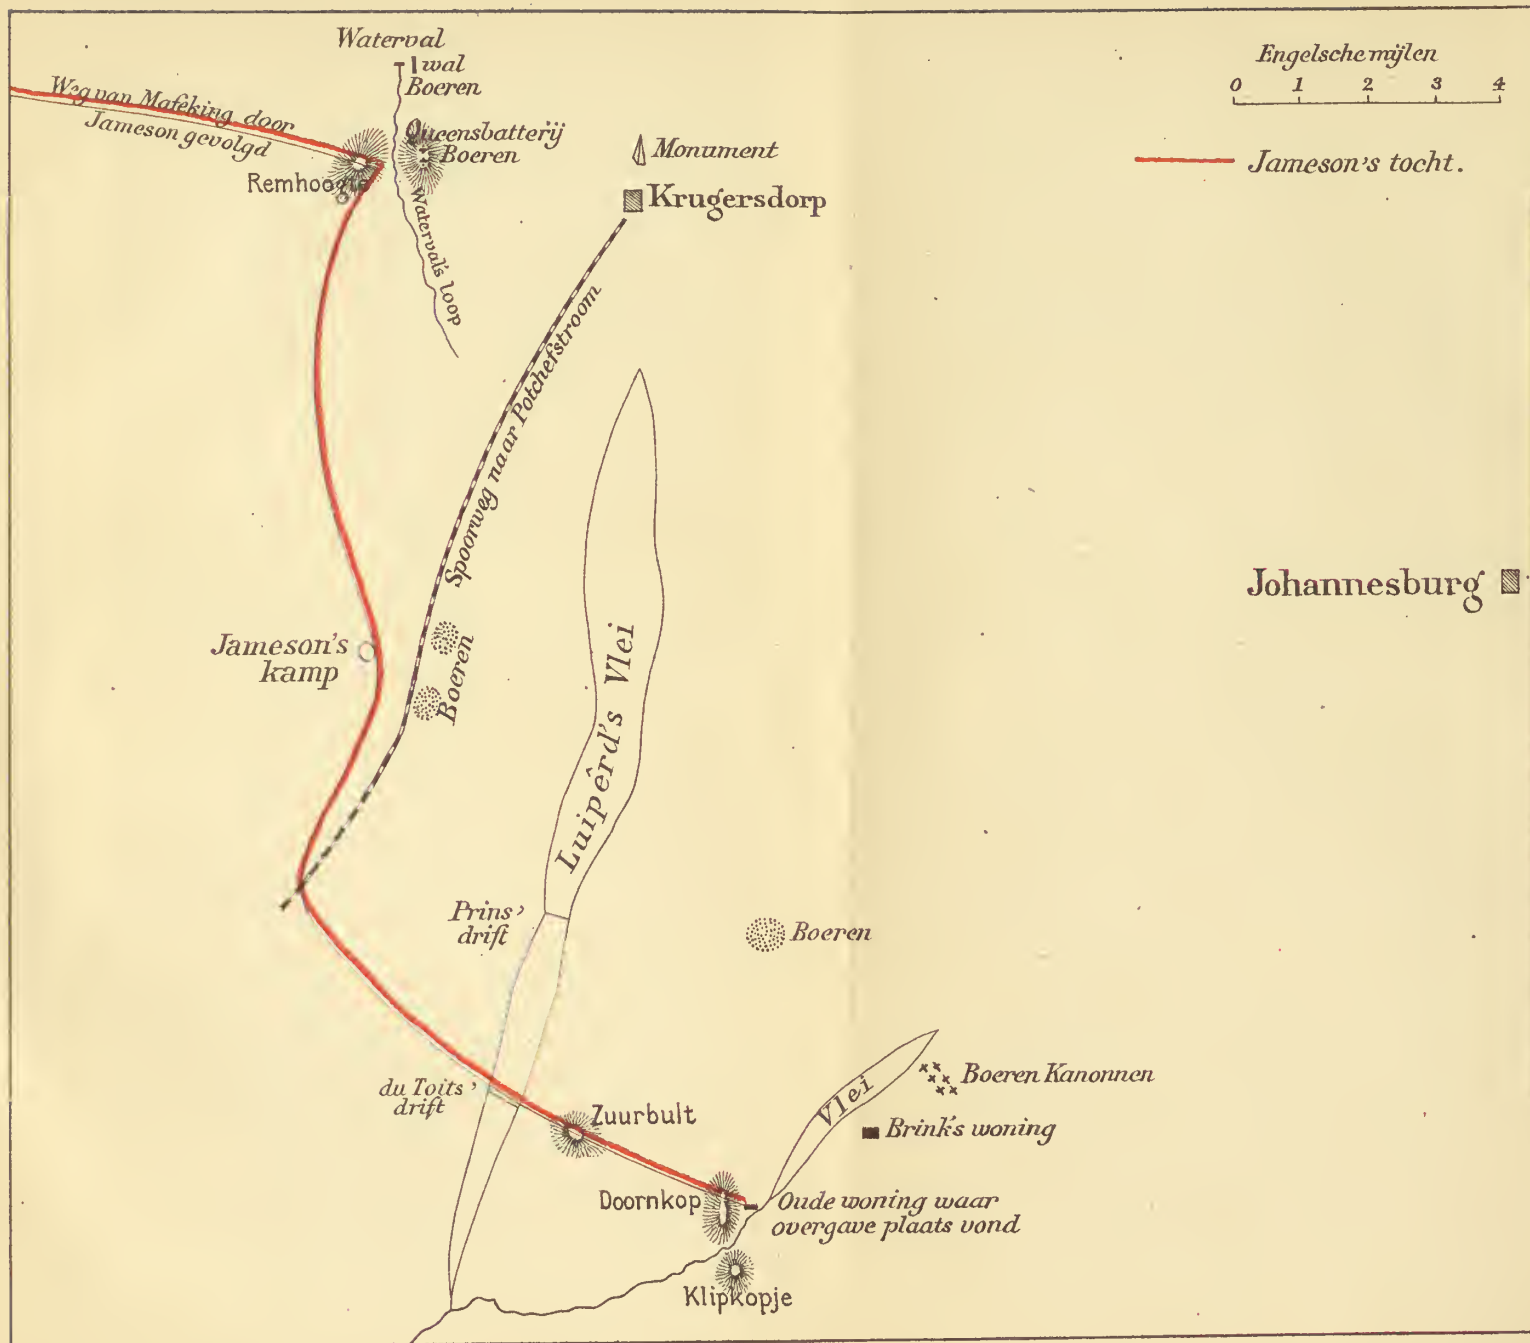 Waterval
wal
Boeren
Weg van Mafeking door
Jameson gevolgd
Queensbatterij
Boeren
Remhoogte
Waterval's loop
Monument
Krugersdorp
Engelsche mijlen
0 1 2 3 4
Jameson's tocht.
Spoorweg naar Potchefstroom
Johannesburg
Jameson's
kamp
Boeren
Luipêrd's Vlei
Prins'
drift
Boeren
du Toits'
drift
Zuurbult
Vlei
Boeren Kanonnen
Brink's woning
Doornkop
Oude woning waar
overgave plaats vond
Klipkopje